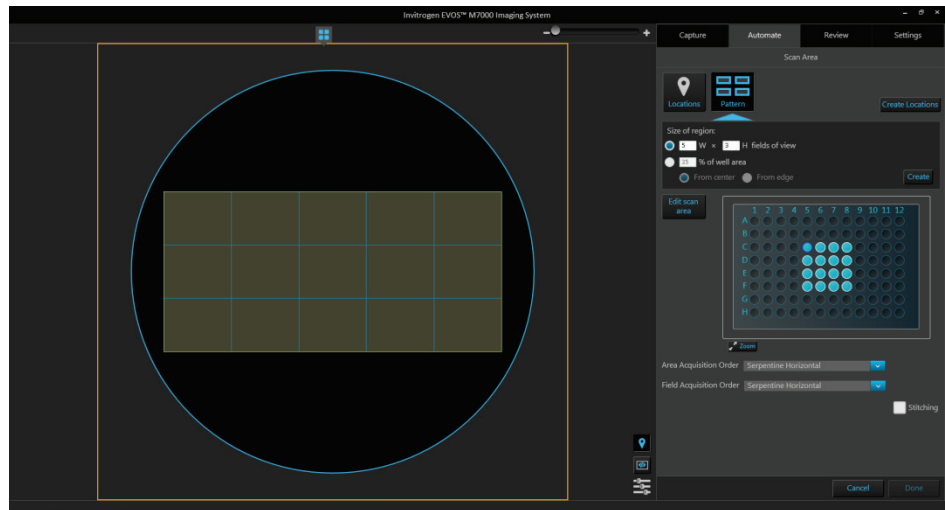 Invitrogen EVOS™ M7000 Imaging System
Capture Automate Review Settings
Scan Area
Locations Pattern Create Locations
Size of region:
5 W × 3 H fields of view
35 % of well area
From center From edge Create
Edit scan area
1 2 3 4 5 6 7 8 9 10 11 12
A
B
C
D
E
F
G
H
Zoom
Area Acquisition Order Serpentine Horizontal
Field Acquisition Order Serpentine Horizontal
Stitching
Cancel Done